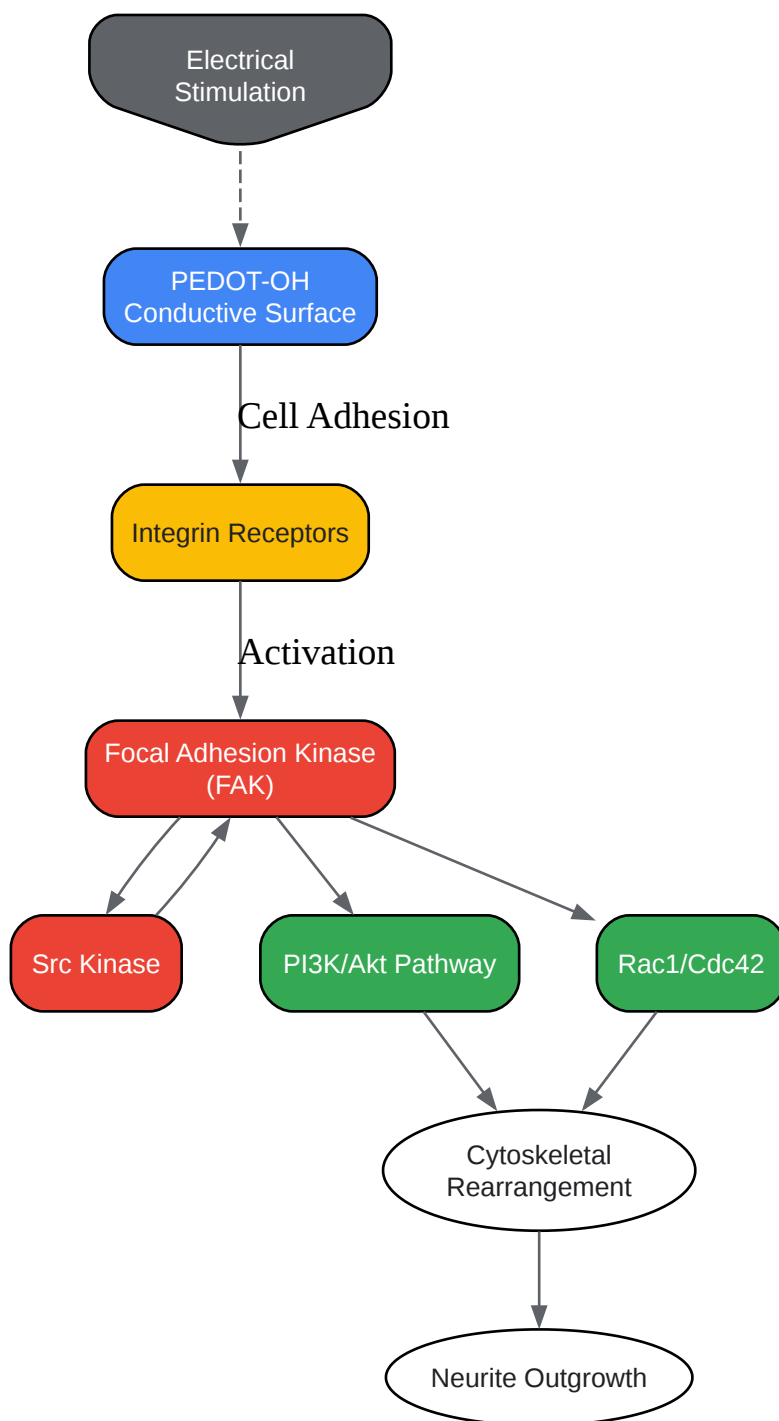 Electrical
Stimulation
PEDOT-OH
Conductive Surface
Cell Adhesion
Integrin Receptors
Activation
Focal Adhesion Kinase
(FAK)
Src Kinase
PI3K/Akt Pathway
Rac1/Cdc42
Cytoskeletal
Rearrangement
Neurite Outgrowth